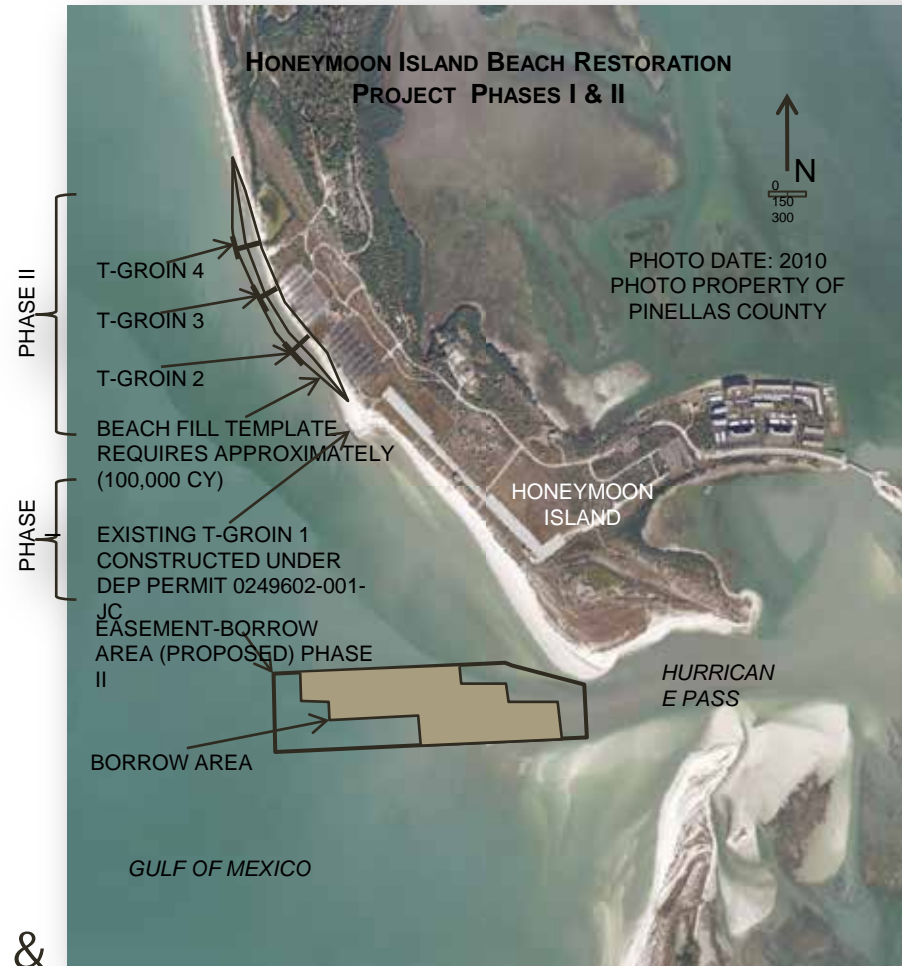 HONEYMOON ISLAND BEACH RESTORATION
PROJECT PHASES I & II
N
0
150
300
PHOTO DATE: 2010
PHOTO PROPERTY OF
PINELLAS COUNTY
PHASE II
T-GROIN 4
T-GROIN 3
T-GROIN 2
BEACH FILL TEMPLATE
REQUIRES APPROXIMATELY
(100,000 CY)
PHASE
EXISTING T-GROIN 1
CONSTRUCTED UNDER
DEP PERMIT 0249602-001-
JC
EASEMENT-BORROW
AREA (PROPOSED) PHASE
II
BORROW AREA
HONEYMOON
ISLAND
HURRICAN
E PASS
GULF OF MEXICO
&